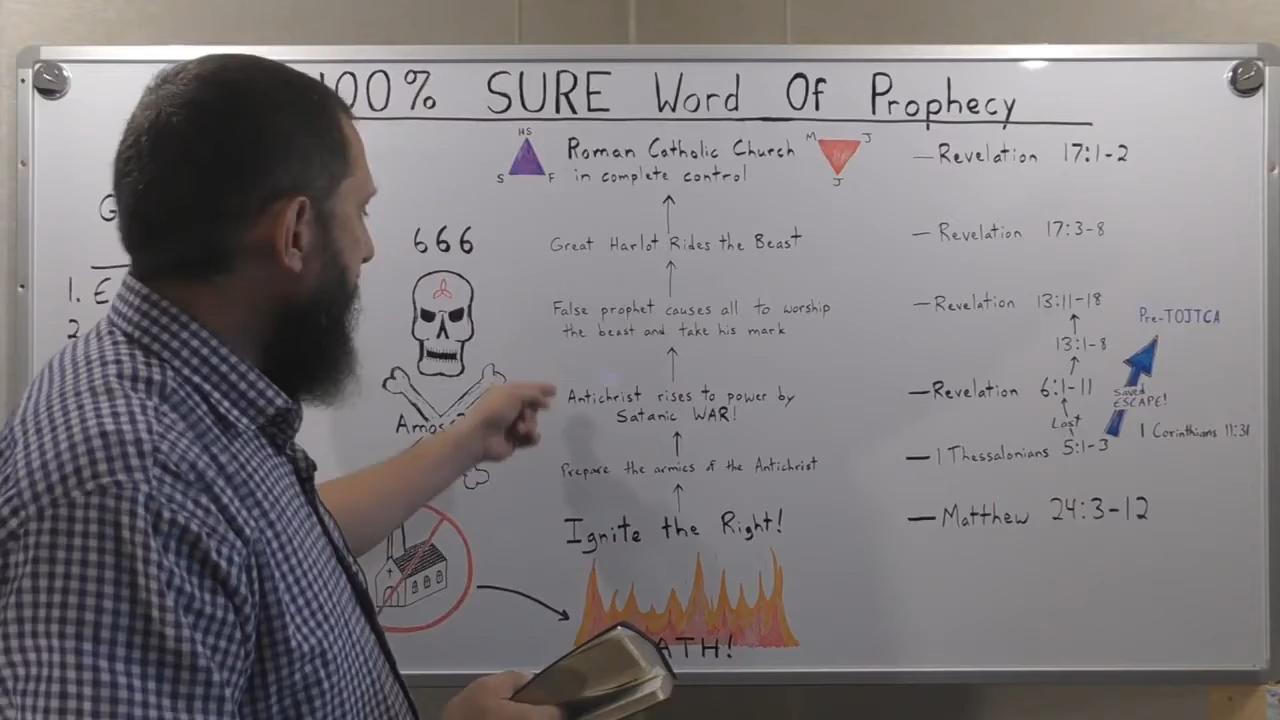 100% SURE Word Of Prophecy
HS
S F
Roman Catholic Church
in complete control
M J
J
— Revelation 17:1-2
Great Harlot Rides the Beast
— Revelation 17:3-8
666
False prophet causes all to worship
the beast and take his mark
— Revelation 13:11-18
13:1-8
Pre-TOJTCA
Antichrist rises to power by
Satanic WAR!
— Revelation 6:1-11
Saved
ESCAPE!
Lost
1 Corinthians 11:31
Amos
Prepare the armies of the Antichrist
— 1 Thessalonians 5:1-3
Ignite the Right!
— Matthew 24:3-12
ATH!
G
1. E
2